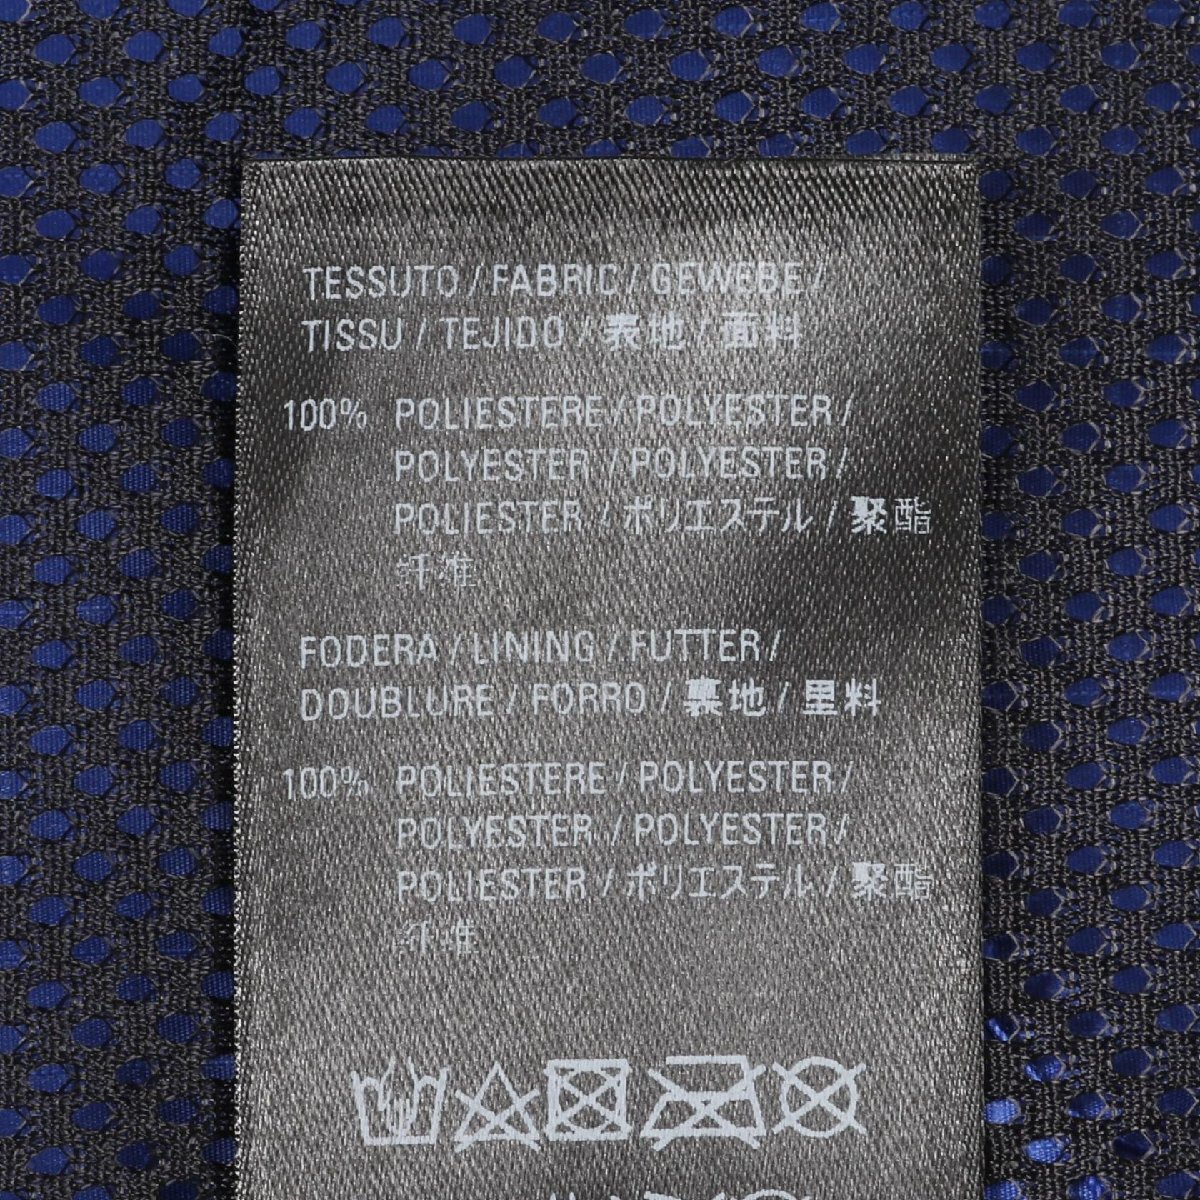 TESSUTO / FABRIC / GEWEBE /
TISSU / TEJIDO / 表地 / 面料
100% POLIESTERE / POLYESTER /
POLYESTER / POLYESTER /
POLIESTER / ポリエステル / 聚酯
纤维
FODERA / LINING / FUTTER /
DOUBLURE / FORRO / 裏地 / 里料
100% POLIESTERE / POLYESTER /
POLYESTER / POLYESTER /
POLIESTER / ポリエステル / 聚酯
纤维